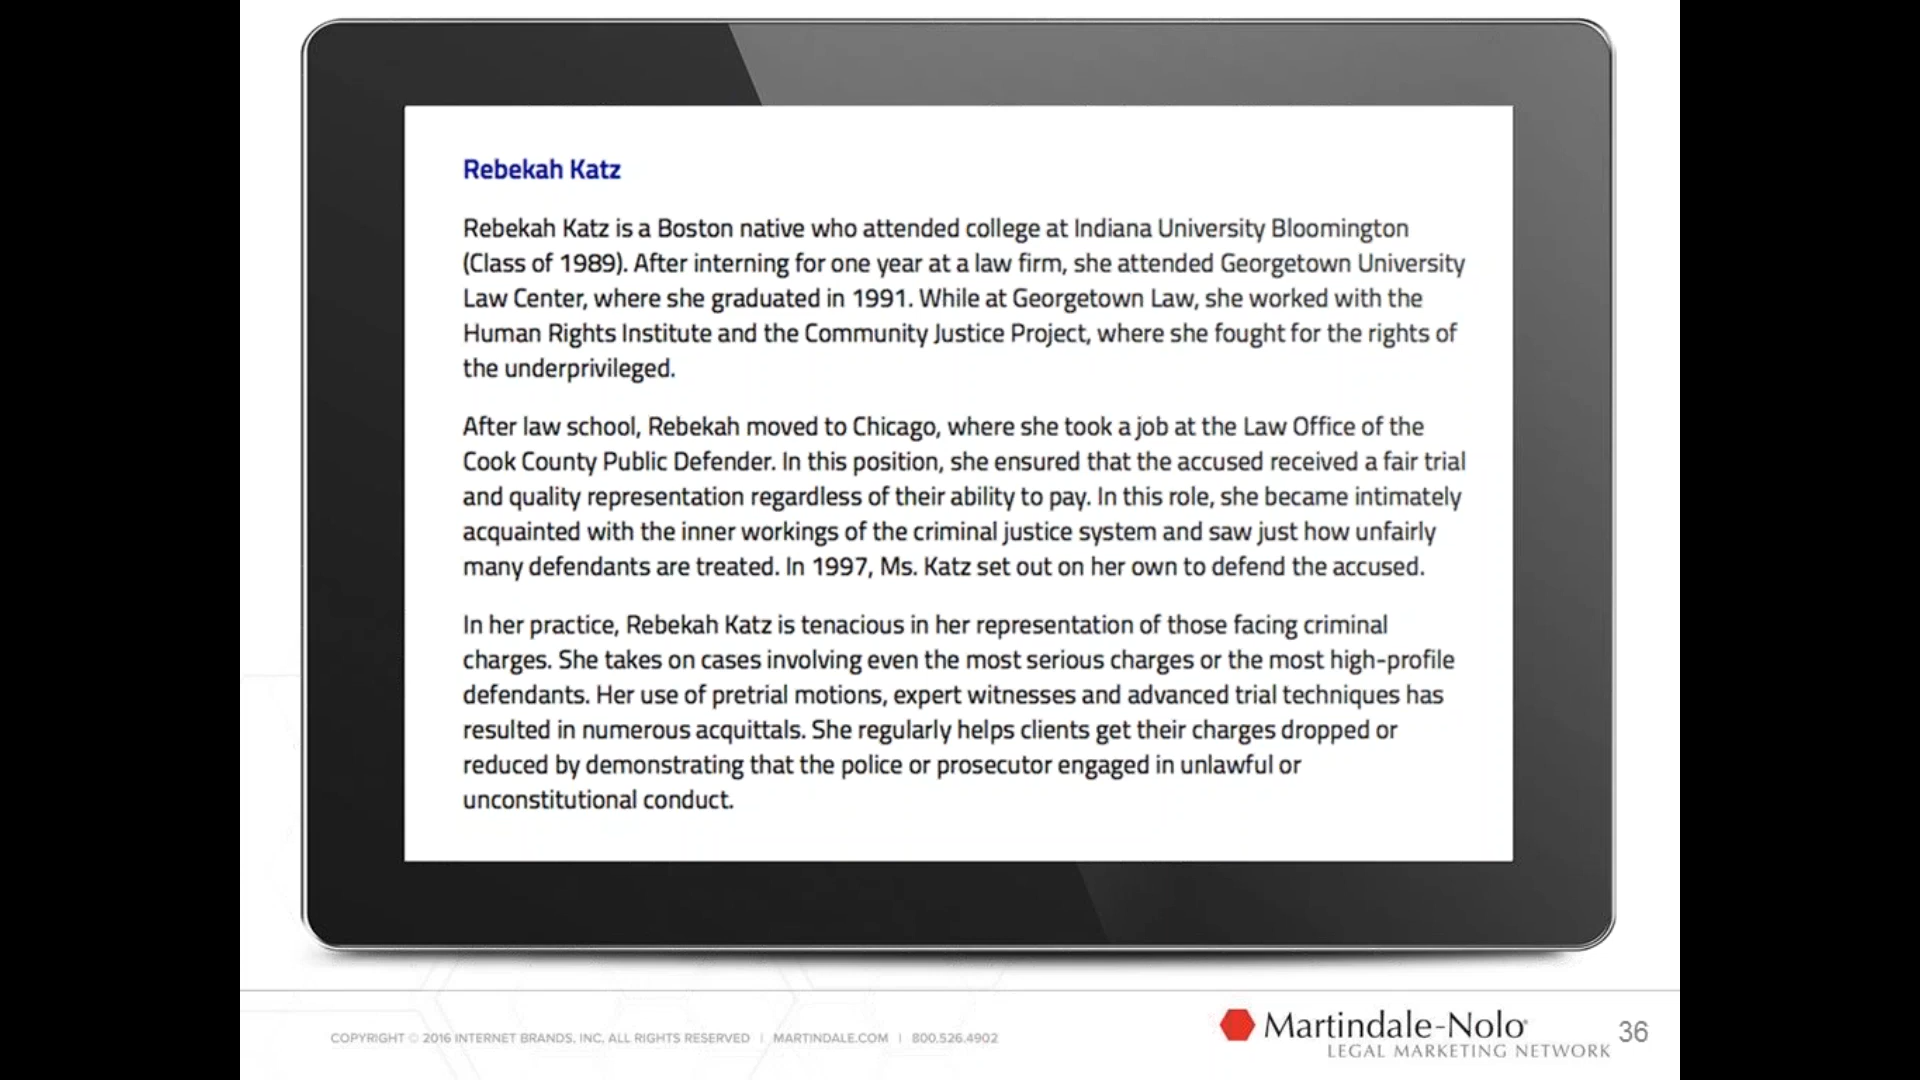 Rebekah Katz
Rebekah Katz is a Boston native who attended college at Indiana University Bloomington
(Class of 1989). After interning for one year at a law firm, she attended Georgetown University
Law Center, where she graduated in 1991. While at Georgetown Law, she worked with the
Human Rights Institute and the Community Justice Project, where she fought for the rights of
the underprivileged.
After law school, Rebekah moved to Chicago, where she took a job at the Law Office of the
Cook County Public Defender. In this position, she ensured that the accused received a fair trial
and quality representation regardless of their ability to pay. In this role, she became intimately
acquainted with the inner workings of the criminal justice system and saw just how unfairly
many defendants are treated. In 1997, Ms. Katz set out on her own to defend the accused.
In her practice, Rebekah Katz is tenacious in her representation of those facing criminal
charges. She takes on cases involving even the most serious charges or the most high-profile
defendants. Her use of pretrial motions, expert witnesses and advanced trial techniques has
resulted in numerous acquittals. She regularly helps clients get their charges dropped or
reduced by demonstrating that the police or prosecutor engaged in unlawful or
unconstitutional conduct.
COPYRIGHT © 2016 INTERNET BRANDS, INC, ALL RIGHTS RESERVED | MARTINDALE.COM | 800.526.4902
Martindale-Nolo®
LEGAL MARKETING NETWORK
36